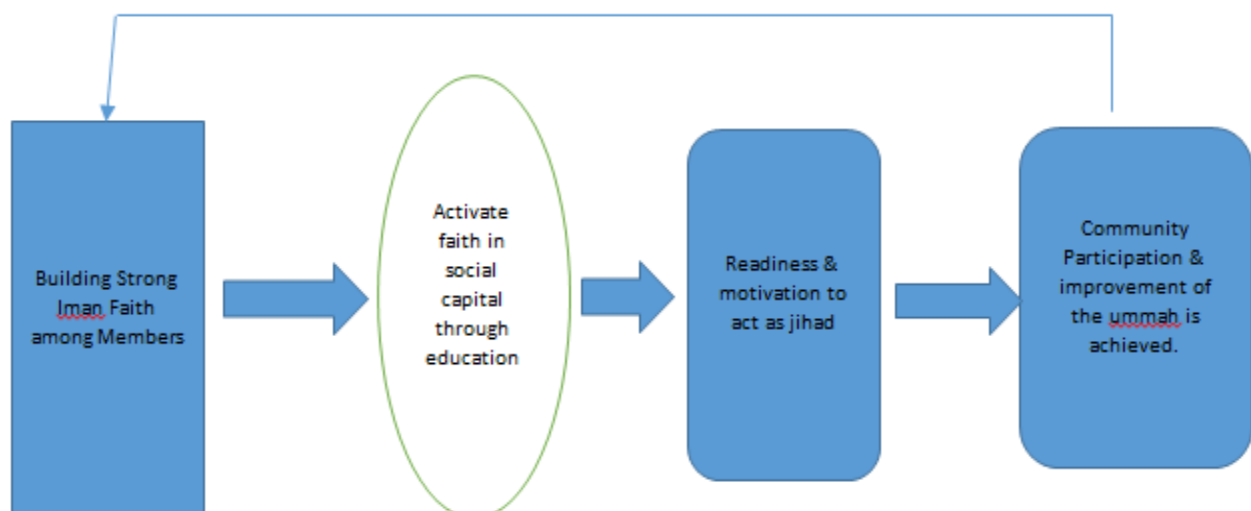 Building Strong
Iman Faith
among Members
Activate
faith in
social
capital
through
education
Readiness &
motivation to
act as jihad
Community
Participation &
improvement of
the ummah is
achieved.